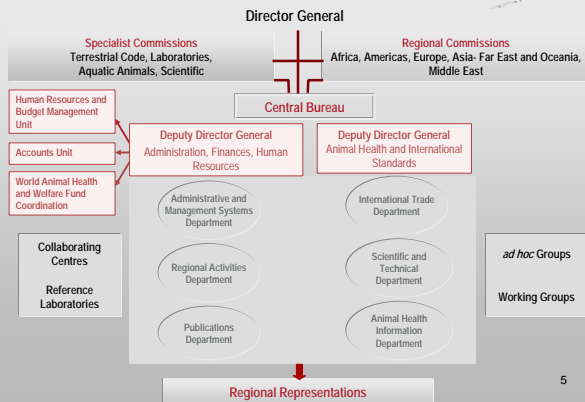 Director General
Specialist Commissions
Terrestrial Code, Laboratories,
Aquatic Animals, Scientific
Regional Commissions
Africa, Americas, Europe, Asia- Far East and Oceania,
Middle East
Central Bureau
Human Resources and
Budget Management
Unit
Accounts Unit
World Animal Health
and Welfare Fund
Coordination
Deputy Director General
Administration, Finances, Human
Resources
Deputy Director General
Animal Health and International
Standards
Administrative and
Management Systems
Department
International Trade
Department
Collaborating
Centres
Reference
Laboratories
Regional Activities
Department
Scientific and
Technical
Department
ad hoc Groups
Working Groups
Publications
Department
Animal Health
Information
Department
Regional Representations
5